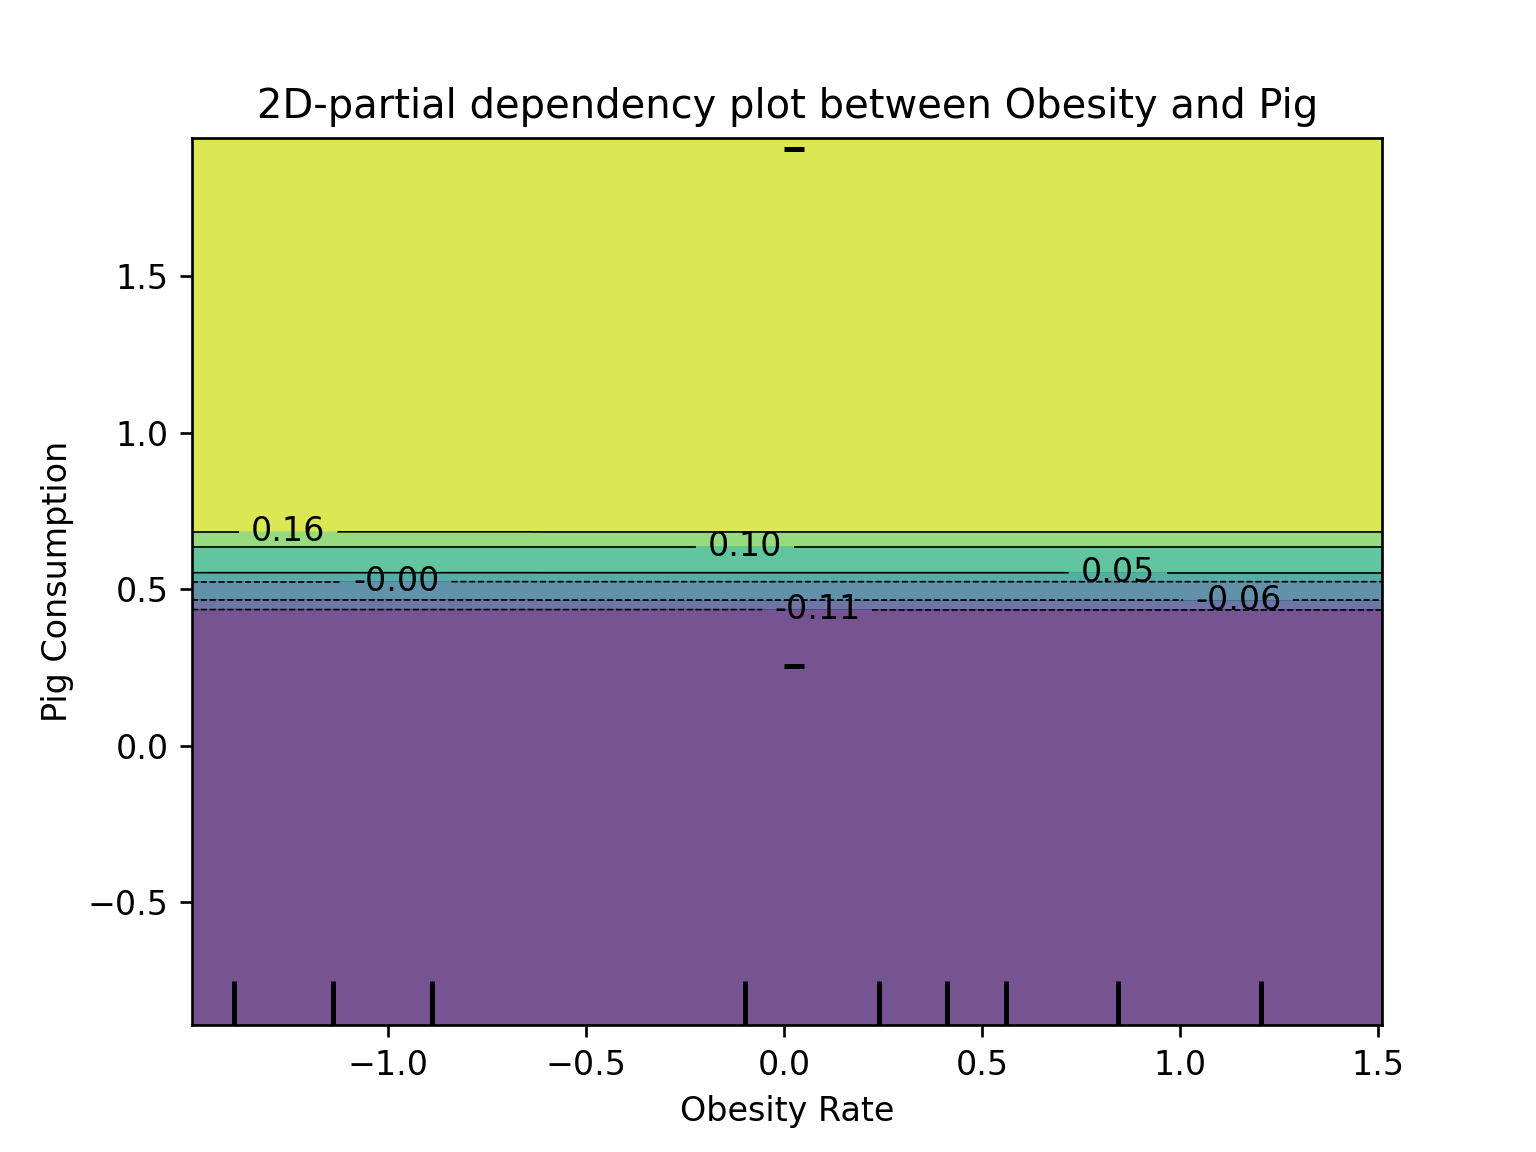 2D-partial dependency plot between Obesity and Pig
Pig Consumption
1.5
1.0
0.5
0.0
−0.5
0.16
0.10
0.05
-0.00
-0.06
-0.11
−1.0 −0.5 0.0 0.5 1.0 1.5
Obesity Rate